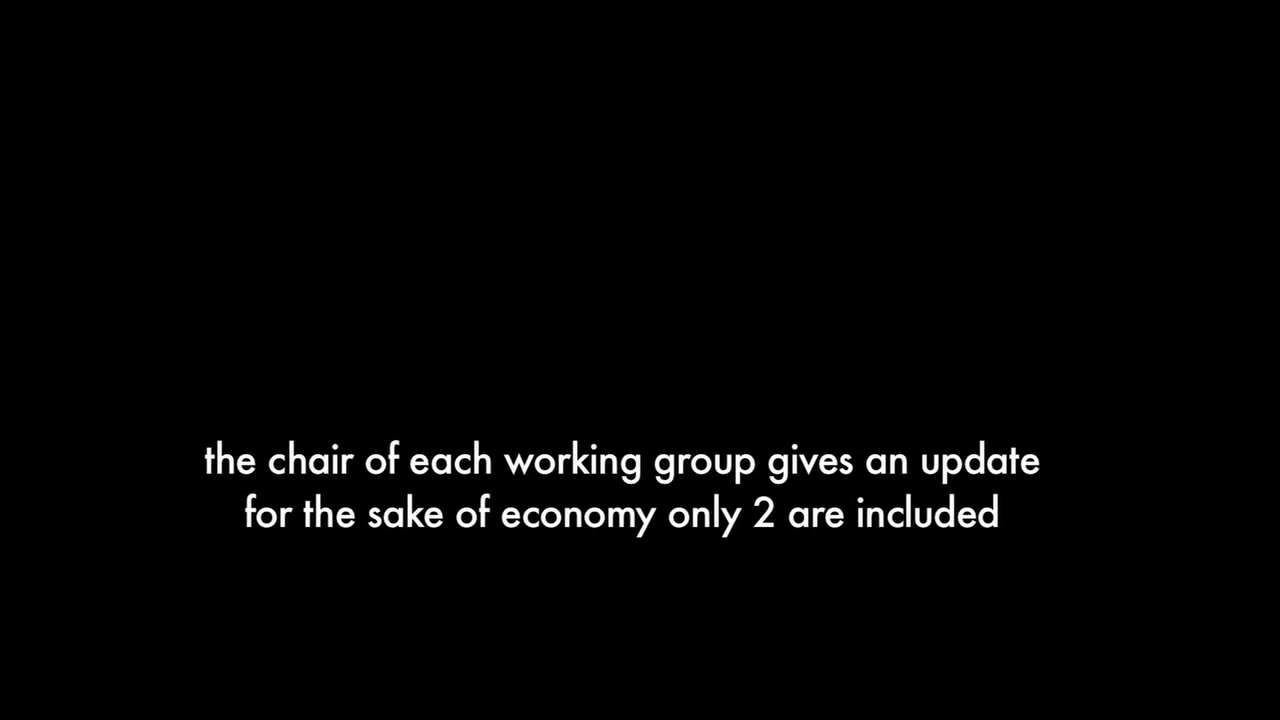 the chair of each working group gives an update
for the sake of economy only 2 are included